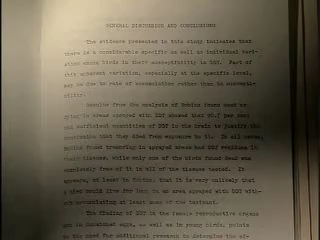 GENERAL DISCUSSION AND CONCLUSIONS
The evidence presented in this study indicates that
there is a considerable specific as well as individual vari-
ation among birds in their susceptibility to DDT. Part of
this apparent variation, especially at the specific level,
may be due to rate of accumulation rather than to suscepti-
bility.
Results from the analysis of Robins found dead or
dying in areas sprayed with DDT showed that 90.7 per cent
had sufficient quantities of DDT in the brain to justify the
conclusion that they died from exposure to it. In all cases,
Robins found tremoring in sprayed areas had DDT residues in
their tissues, while only one of the birds found dead was
completely free of it in all of the tissues tested. It
appears, at least to Robins, that it is very unlikely that
a bird could live for long in an area sprayed with DDT with-
out accumulating at least some of the toxicant.
The finding of DDT in the female reproductive organs
and in unhatched eggs, as well as in young birds, points
to the need for additional research to determine the ef-